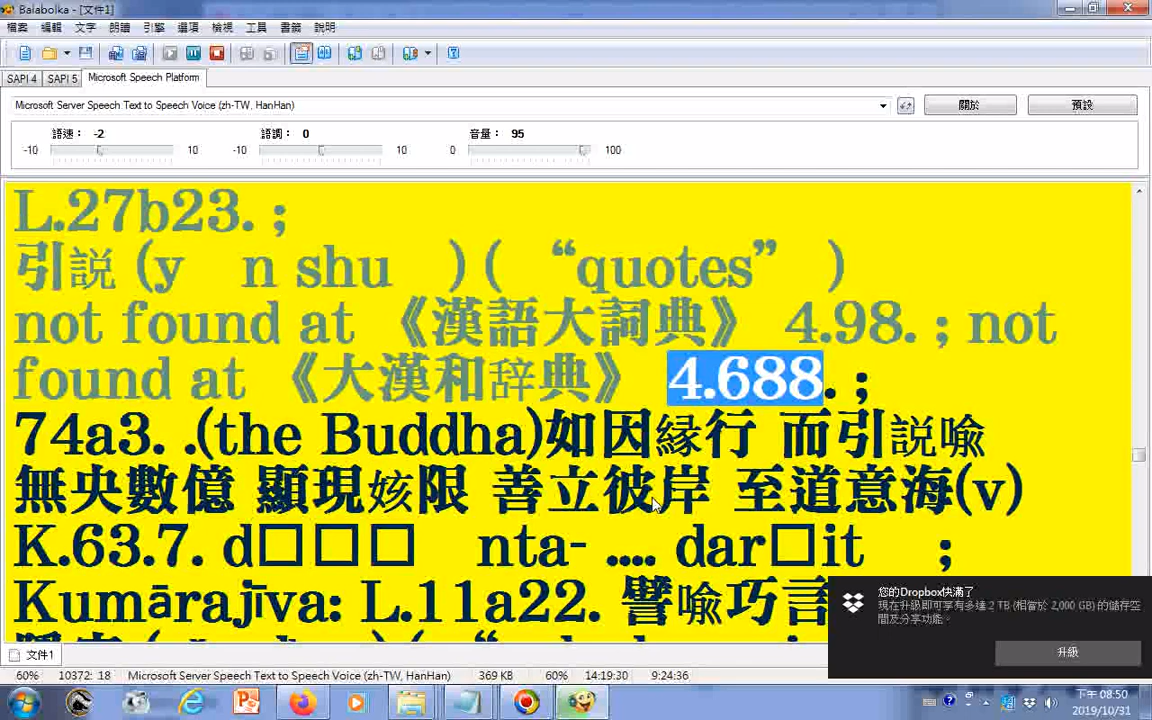 Balabolka - [文件1]
檔案 編輯 文字 朗讀 引擎 選項 檢視 工具 書籤 說明
SAPI 4 SAPI 5 Microsoft Speech Platform
Microsoft Server Speech Text to Speech Voice (zh-TW, HanHan) 關於 預設
語速： -2 語調： 0 音量： 95
-10 10 -10 10 0 100
L.27b23. ;
引説 (y n shu ) ( “quotes” )
not found at 《漢語大詞典》 4.98. ; not
found at 《大漢和辞典》 4.688. ;
74a3. .(the Buddha)如因縁行 而引説喩
無央數億 顯現姟限 善立彼岸 至道意海(v)
K.63.7. d□□□ nta- .... dar□it ;
Kumārajīva: L.11a22. 譬喩巧言
您的Dropbox快滿了
現在升級即可享有多達 2 TB (相當於 2,000 GB) 的儲存空
間及分享功能。
升級
文件1
60% 10372: 18 Microsoft Server Speech Text to Speech Voice (zh-TW, HanHan) 369 KB 60% 14:19:30 9:24:36
下午 08:50
2019/10/31